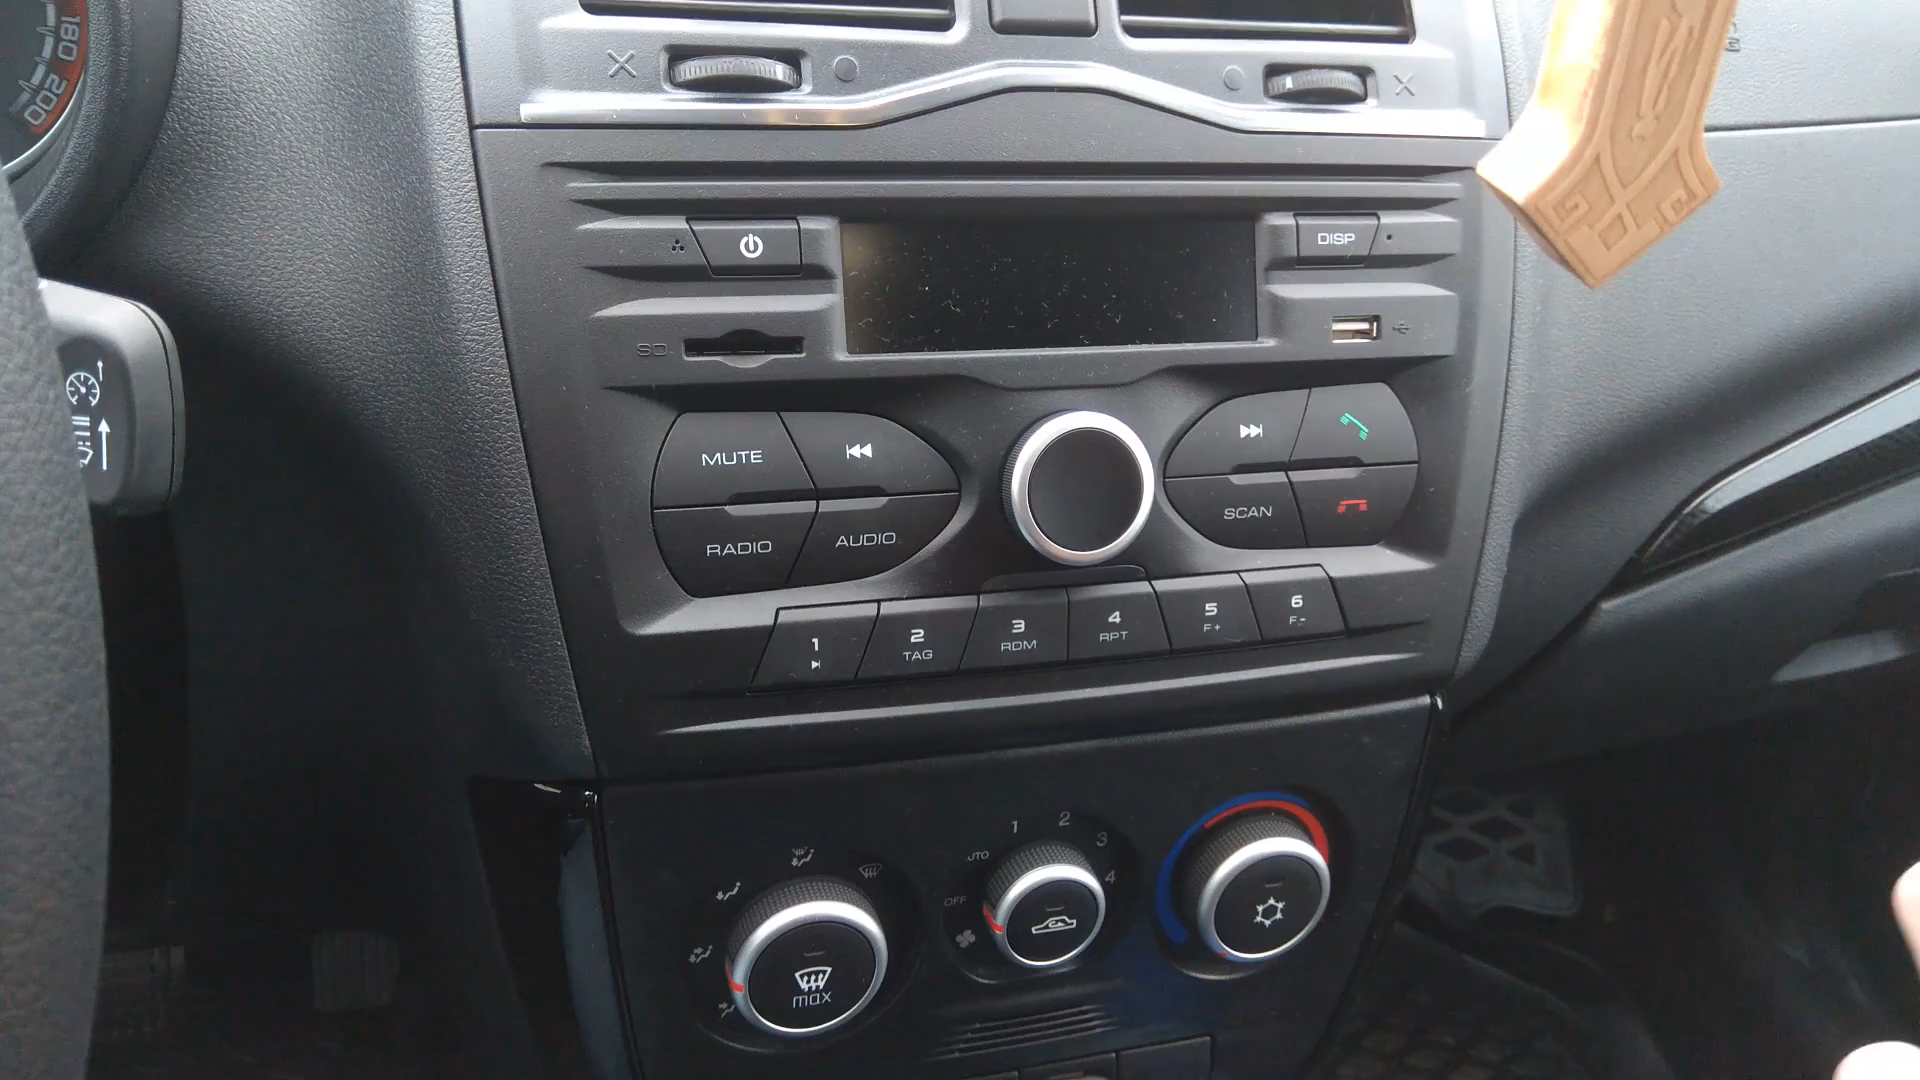 180
200
DISP
SD
MUTE
RADIO
AUDIO
SCAN
1
2
TAG
3
RDM
4
RPT
5
F+
6
F-
max
OFF
UTO
1
2
3
4